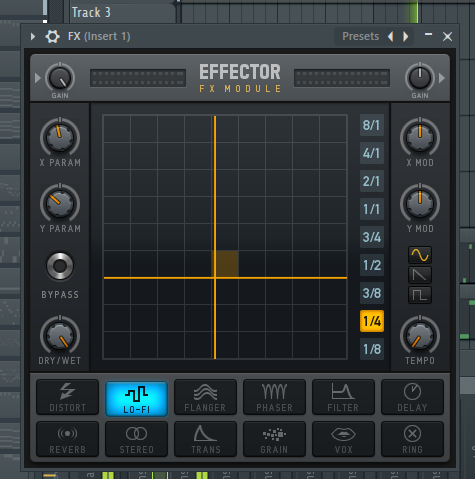 Track 3
FX (Insert 1)
Presets
GAIN
EFFECTOR
FX MODULE
GAIN
X PARAM
Y PARAM
BYPASS
DRY/WET
8/1
4/1
2/1
1/1
3/4
1/2
3/8
1/4
1/8
X MOD
Y MOD
TEMPO
DISTORT
LO-FI
FLANGER
PHASER
FILTER
DELAY
REVERB
STEREO
TRANS
GRAIN
VOX
RING